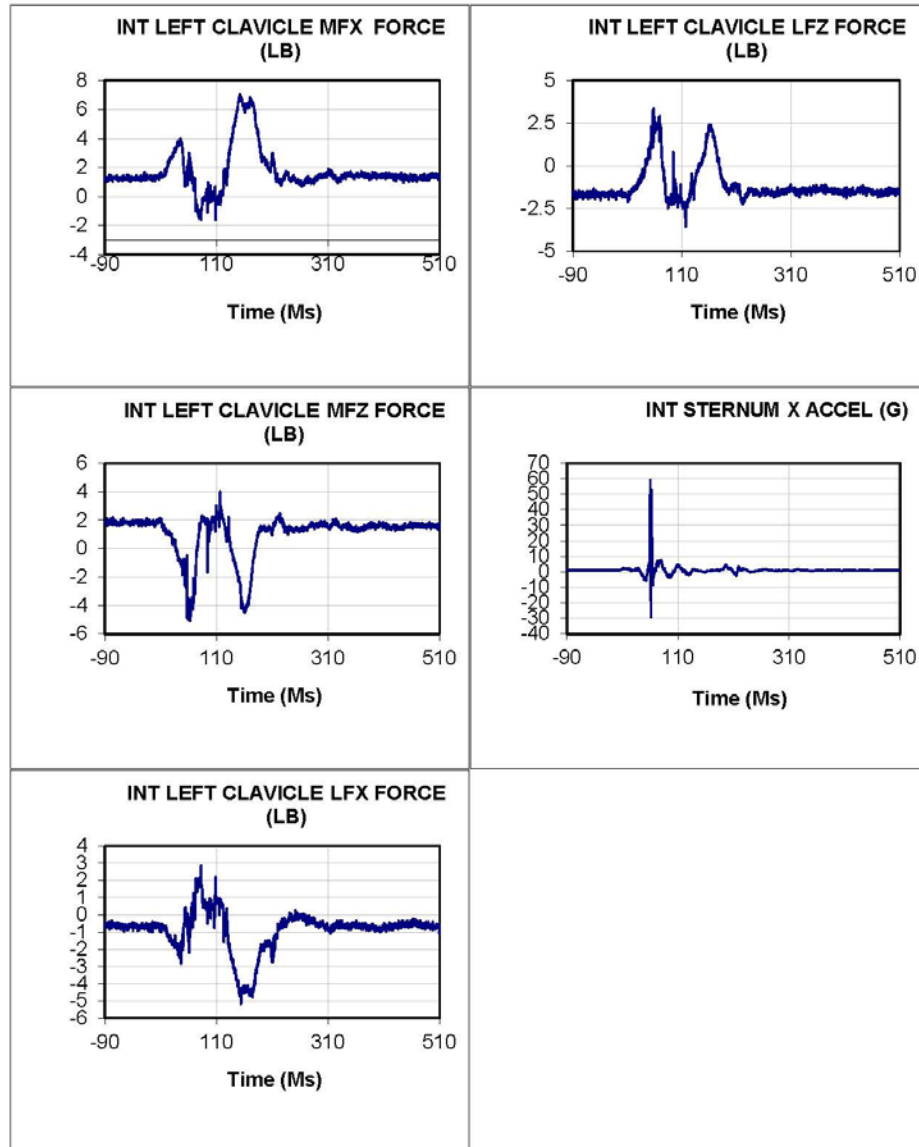 INT LEFT CLAVICLE MFX FORCE
(LB)
8
6
4
2
0
-2
-4
-90 110 310 510
Time (Ms)
INT LEFT CLAVICLE LFZ FORCE
(LB)
5
2.5
0
-2.5
-5
-90 110 310 510
Time (Ms)
INT LEFT CLAVICLE MFZ FORCE
(LB)
6
4
2
0
-2
-4
-6
-90 110 310 510
Time (Ms)
INT STERNUM X ACCEL (G)
70
60
50
40
30
20
10
0
-10
-20
-30
-40
-90 110 310 510
Time (Ms)
INT LEFT CLAVICLE LFX FORCE
(LB)
4
3
2
1
0
-1
-2
-3
-4
-5
-6
-90 110 310 510
Time (Ms)